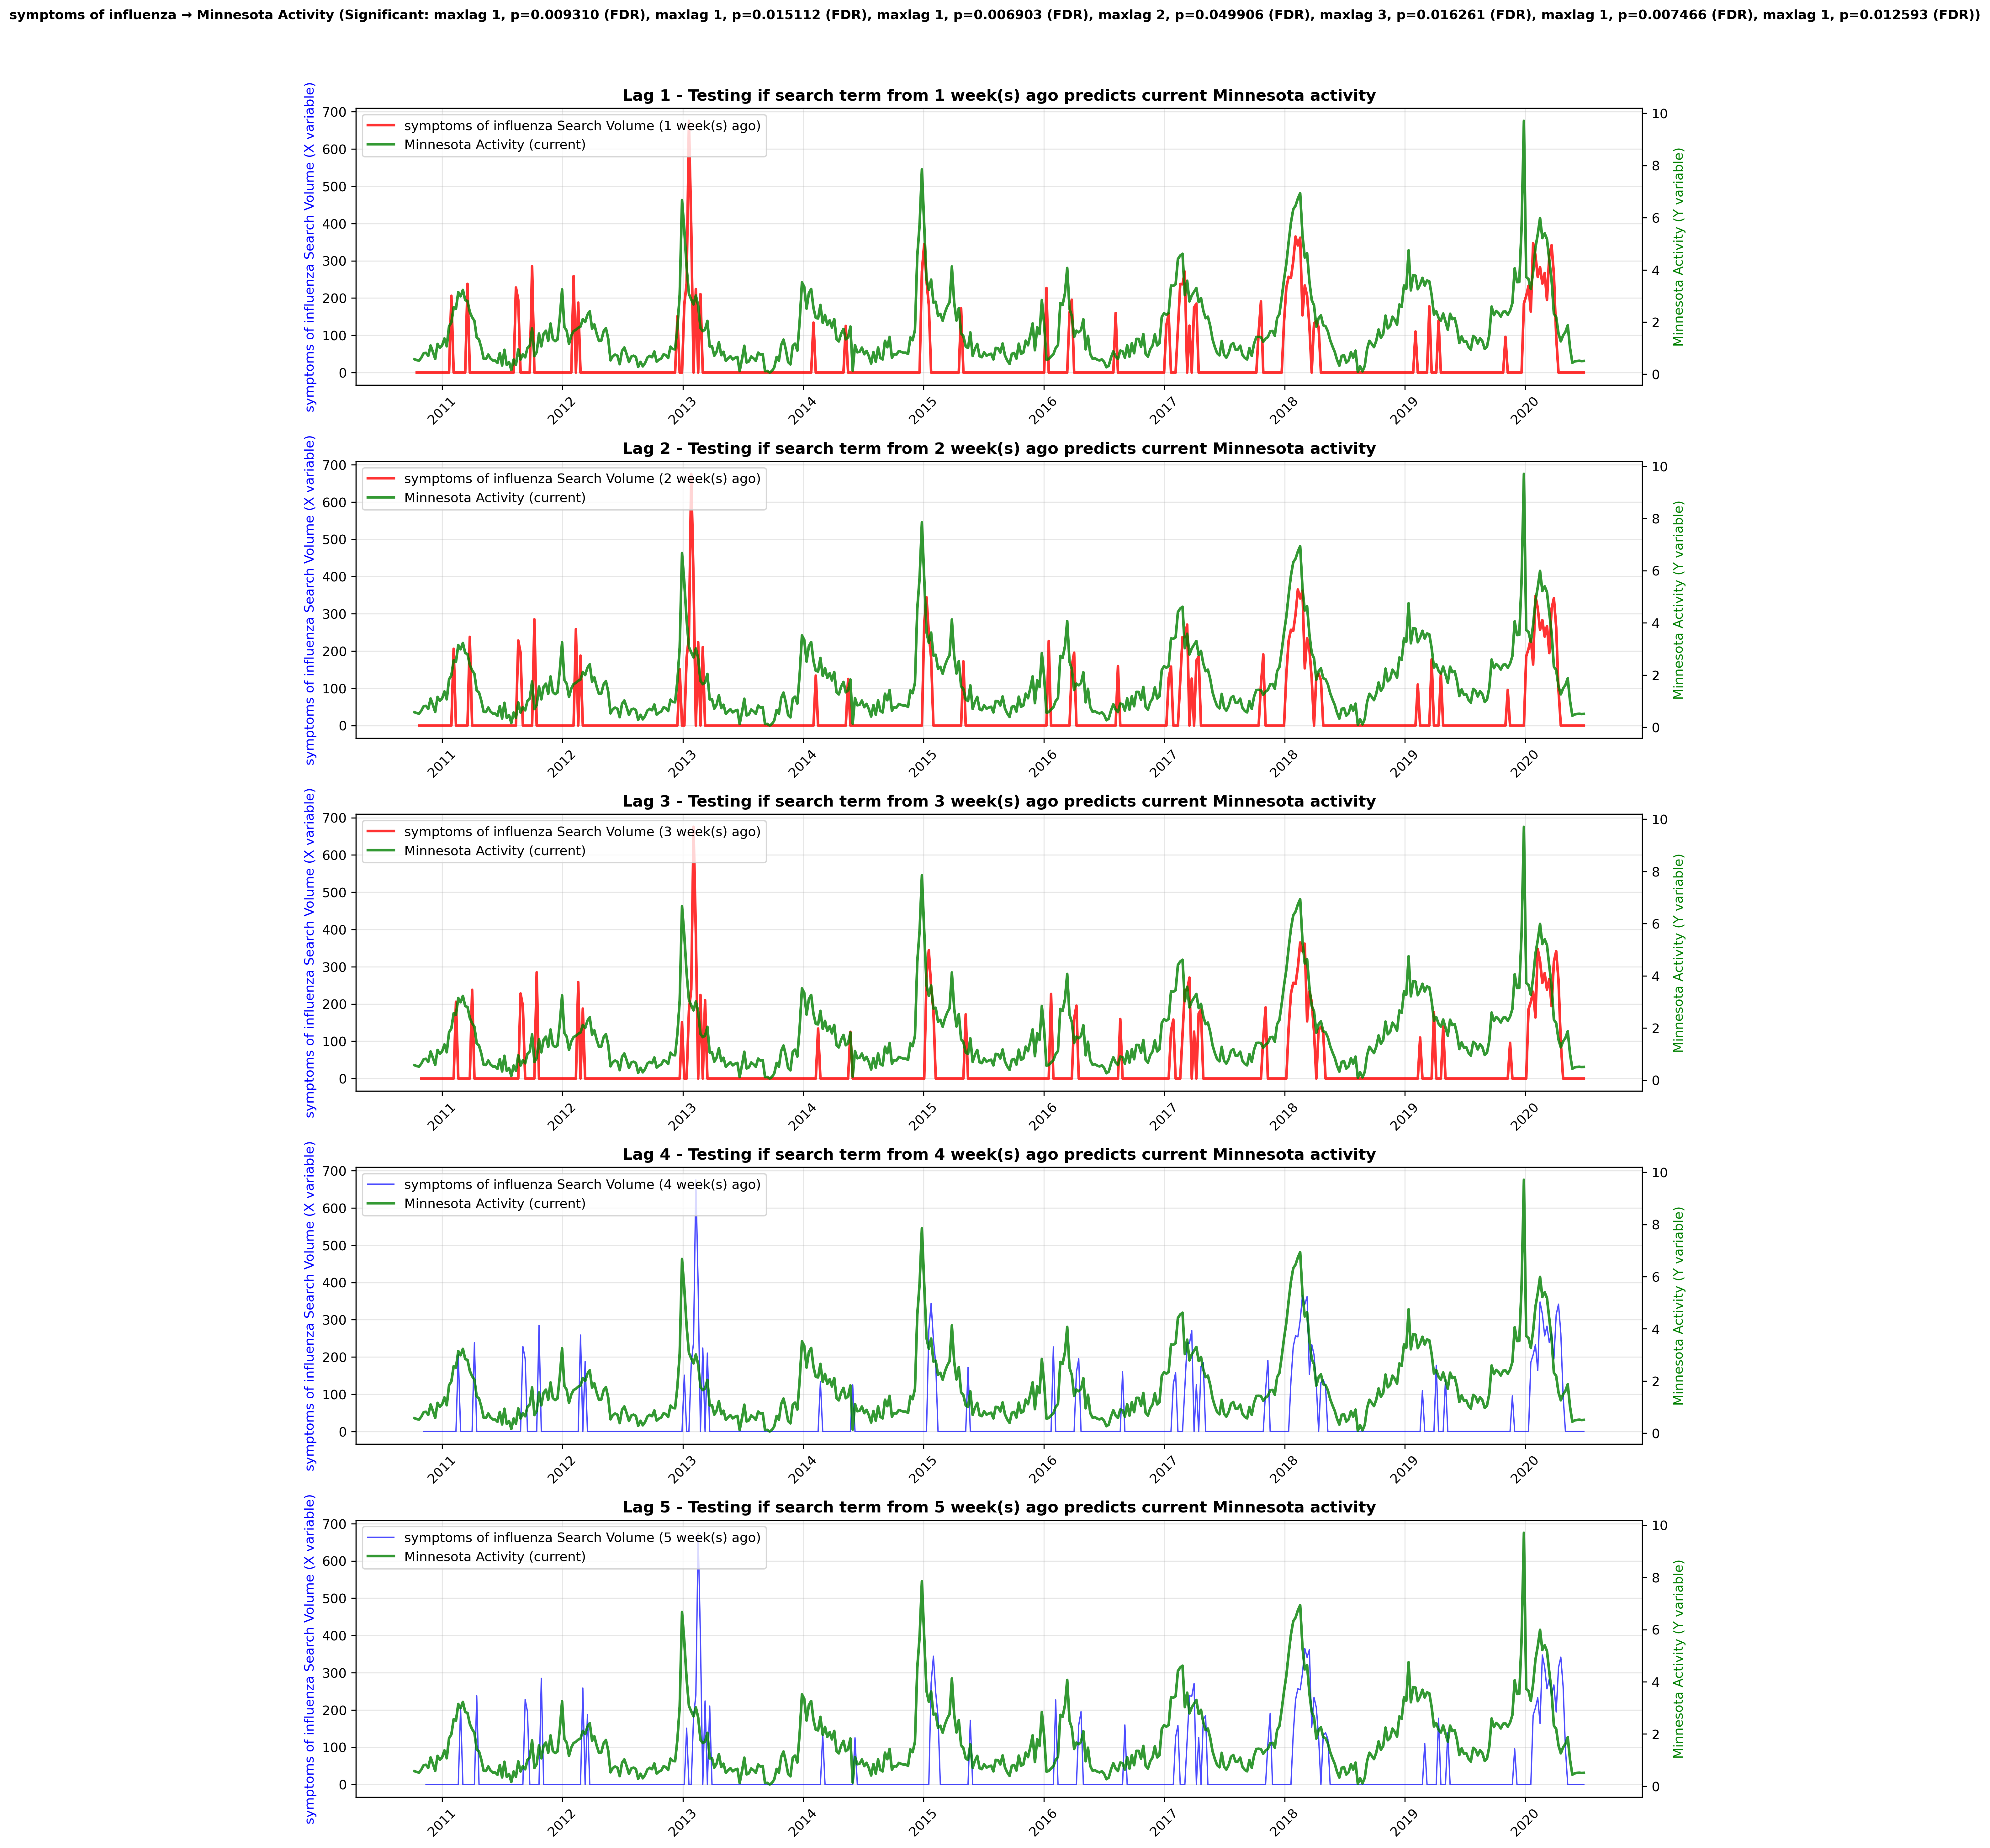 symptoms of influenza → Minnesota Activity (Significant: maxlag 1, p=0.009310 (FDR), maxlag 1, p=0.015112 (FDR), maxlag 1, p=0.006903 (FDR), maxlag 2, p=0.049906 (FDR), maxlag 3, p=0.016261 (FDR), maxlag 1, p=0.007466 (FDR), maxlag 1, p=0.012593 (FDR))
Lag 1 - Testing if search term from 1 week(s) ago predicts current Minnesota activity
symptoms of influenza Search Volume (X variable)
700
600
500
400
300
200
100
0
symptoms of influenza Search Volume (1 week(s) ago)
Minnesota Activity (current)
10
8
6
4
2
0
Minnesota Activity (Y variable)
2011 2012 2013 2014 2015 2016 2017 2018 2019 2020
Lag 2 - Testing if search term from 2 week(s) ago predicts current Minnesota activity
symptoms of influenza Search Volume (X variable)
700
600
500
400
300
200
100
0
symptoms of influenza Search Volume (2 week(s) ago)
Minnesota Activity (current)
10
8
6
4
2
0
Minnesota Activity (Y variable)
2011 2012 2013 2014 2015 2016 2017 2018 2019 2020
Lag 3 - Testing if search term from 3 week(s) ago predicts current Minnesota activity
symptoms of influenza Search Volume (X variable)
700
600
500
400
300
200
100
0
symptoms of influenza Search Volume (3 week(s) ago)
Minnesota Activity (current)
10
8
6
4
2
0
Minnesota Activity (Y variable)
2011 2012 2013 2014 2015 2016 2017 2018 2019 2020
Lag 4 - Testing if search term from 4 week(s) ago predicts current Minnesota activity
symptoms of influenza Search Volume (X variable)
700
600
500
400
300
200
100
0
symptoms of influenza Search Volume (4 week(s) ago)
Minnesota Activity (current)
10
8
6
4
2
0
Minnesota Activity (Y variable)
2011 2012 2013 2014 2015 2016 2017 2018 2019 2020
Lag 5 - Testing if search term from 5 week(s) ago predicts current Minnesota activity
symptoms of influenza Search Volume (X variable)
700
600
500
400
300
200
100
0
symptoms of influenza Search Volume (5 week(s) ago)
Minnesota Activity (current)
10
8
6
4
2
0
Minnesota Activity (Y variable)
2011 2012 2013 2014 2015 2016 2017 2018 2019 2020